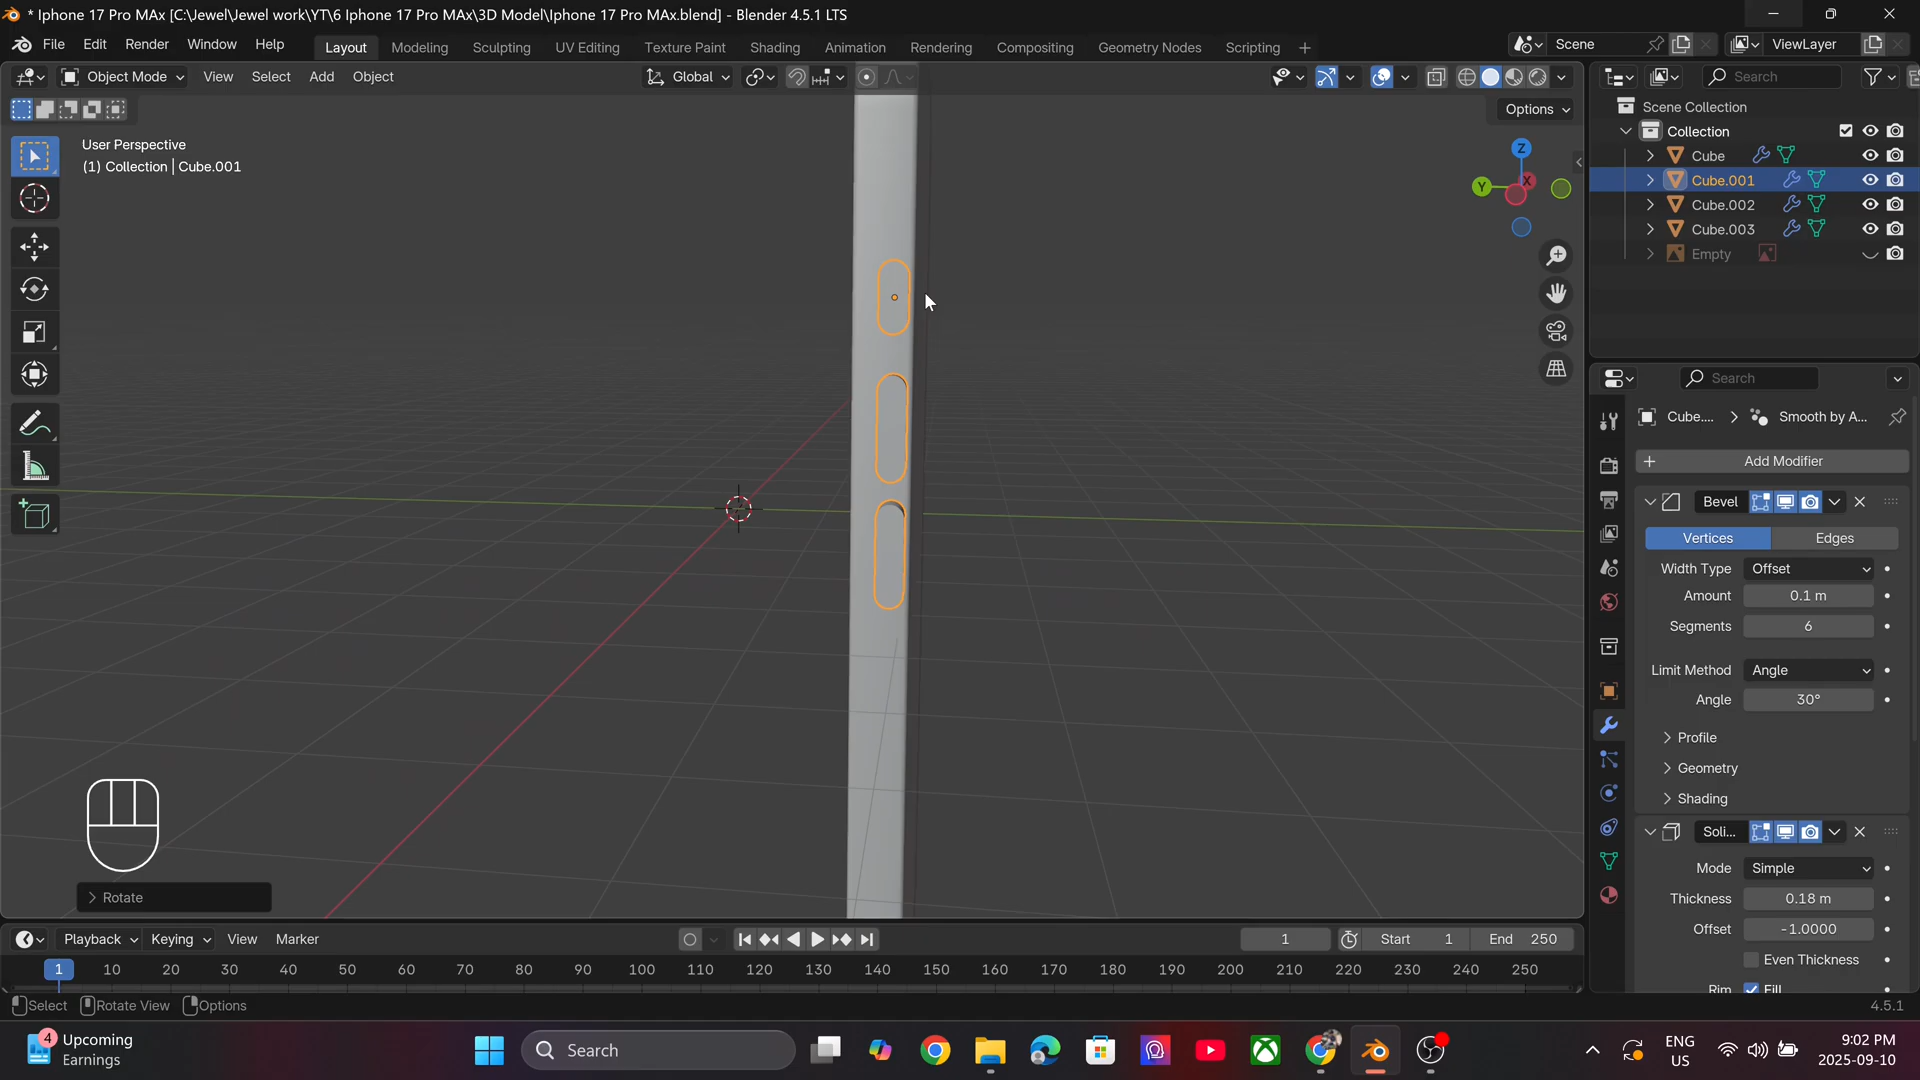 * Iphone 17 Pro MAx [C:\Jewel\Jewel work\YT\6 Iphone 17 Pro MAx\3D Model\Iphone 17 Pro MAx.blend] - Blender 4.5.1 LTS
File Edit Render Window Help Layout Modeling Sculpting UV Editing Texture Paint Shading Animation Rendering Compositing Geometry Nodes Scripting + Scene ViewLayer
Object Mode View Select Add Object Global Search
Options
Scene Collection
Collection
Cube
Cube.001
Cube.002
Cube.003
Empty
User Perspective
(1) Collection | Cube.001
Z
Y X
Search
Cube.... Smooth by A...
+ Add Modifier
Bevel
Vertices Edges
Width Type Offset
Amount 0.1 m
Segments 6
Limit Method Angle
Angle 30°
Profile
Geometry
Shading
Soli...
Mode Simple
Thickness 0.18 m
Offset -1.0000
Even Thickness
Rim Fill
Rotate
Playback Keying View Marker 1 Start 1 End 250
1 10 20 30 40 50 60 70 80 90 100 110 120 130 140 150 160 170 180 190 200 210 220 230 240 250
Select Rotate View Options 4.5.1
4 Upcoming
Earnings
Search
ENG
US
9:02 PM
2025-09-10